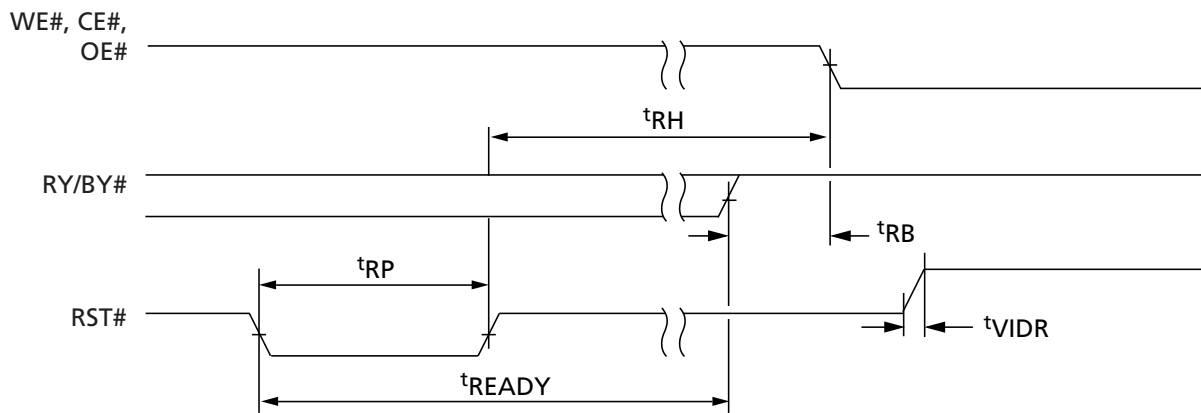 WE#, CE#,
OE#
tRH
RY/BY#
tRB
tRP
RST#
tVIDR
tREADY